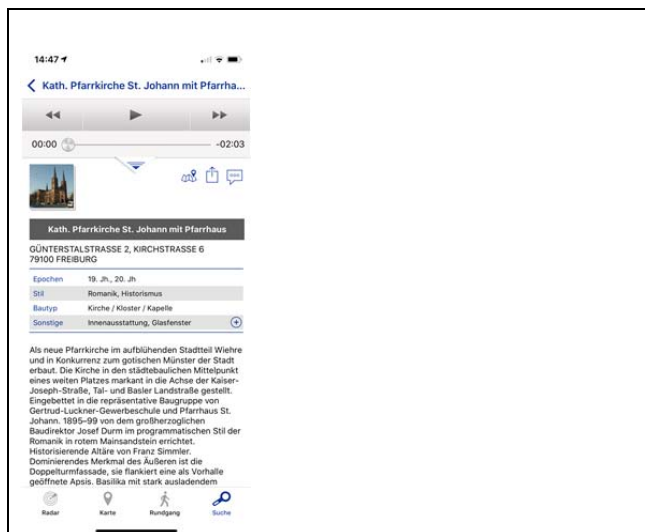 14:47
Kath. Pfarrkirche St. Johann mit Pfarrha...
00:00
-02:03
Kath. Pfarrkirche St. Johann mit Pfarrhaus
GÜNTERSTALSTRASSE 2, KIRCHSTRASSE 6
79100 FREIBURG
Epochen 19. Jh., 20. Jh
Stil Romanik, Historismus
Bautyp Kirche / Kloster / Kapelle
Sonstige Innenausstattung, Glasfenster
Als neue Pfarrkirche im aufblühenden Stadtteil Wiehre
und in Konkurrenz zum gotischen Münster der Stadt
erbaut. Die Kirche in den städtebaulichen Mittelpunkt
eines weiten Platzes markant in die Achse der Kaiser-
Joseph-Straße, Tal- und Basler Landstraße gestellt.
Eingebettet in die repräsentative Baugruppe von
Gertrud-Luckner-Gewerbeschule und Pfarrhaus St.
Johann. 1895-99 von dem großherzoglichen
Baudirektor Josef Durm im programmatischen Stil der
Romanik in rotem Mainsandstein errichtet.
Historisierende Altäre von Franz Simmler.
Dominierendes Merkmal des Äußeren ist die
Doppelturmfassade, sie flankiert eine als Vorhalle
geöffnete Apsis. Basilika mit stark ausladendem
Radar Karte Rundgang Suche